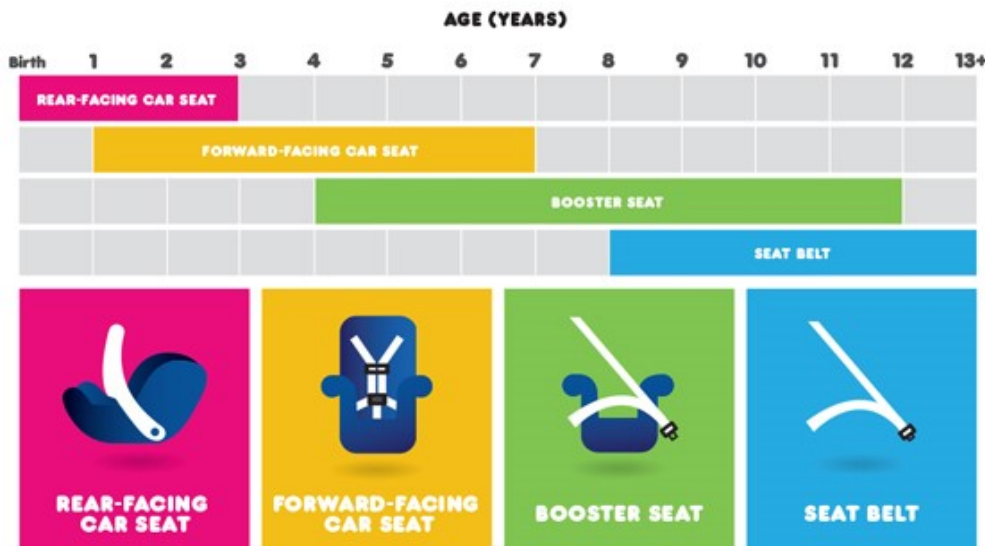 AGE (YEARS)
Birth 1 2 3 4 5 6 7 8 9 10 11 12 13+
REAR-FACING CAR SEAT
FORWARD-FACING CAR SEAT
BOOSTER SEAT
SEAT BELT
REAR-FACING
CAR SEAT
FORWARD-FACING
CAR SEAT
BOOSTER SEAT
SEAT BELT